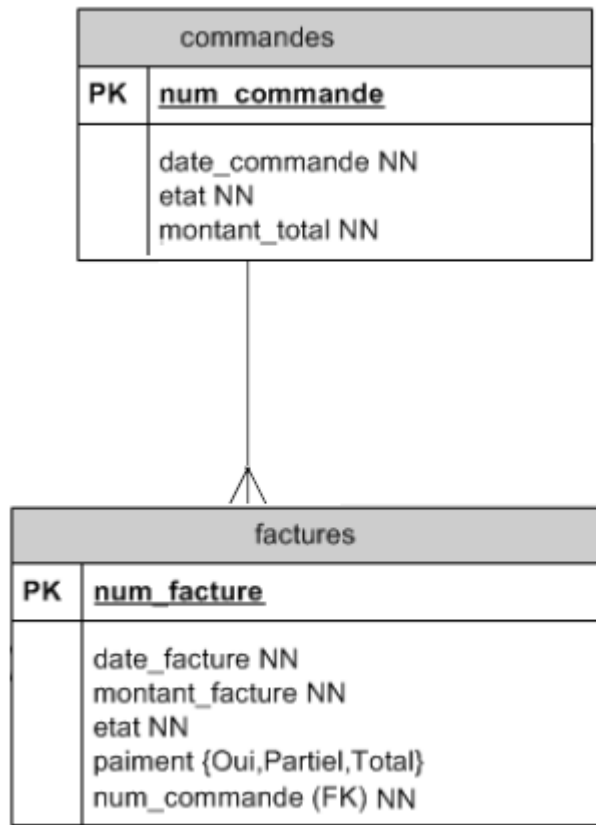 commandes
PK num_commande
date_commande NN
etat NN
montant_total NN
factures
PK num_facture
date_facture NN
montant_facture NN
etat NN
paiment {Oui,Partiel,Total}
num_commande (FK) NN